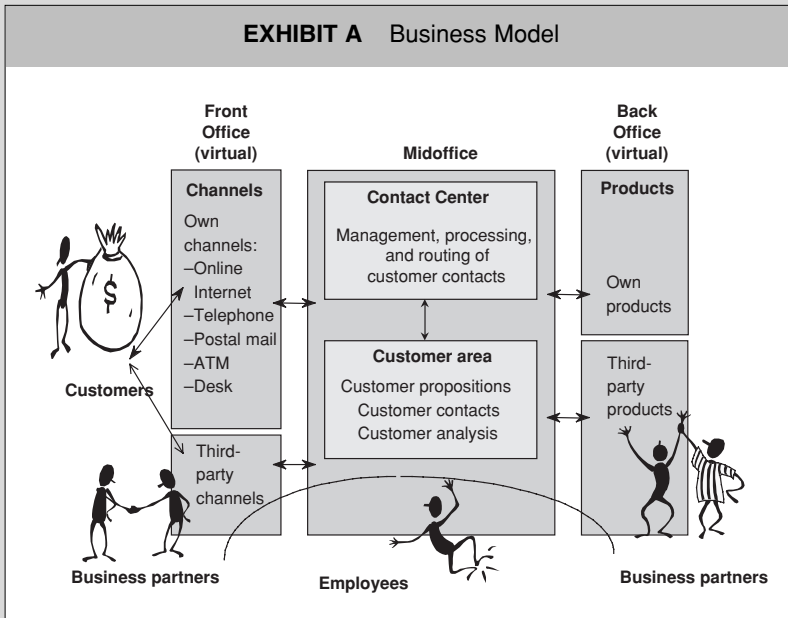 EXHIBIT A Business Model
Front
Office
(virtual)
Channels
Own
channels:
–Online
Internet
–Telephone
–Postal mail
–ATM
–Desk
Third-
party
channels
Midoffice
Contact Center
Management, processing,
and routing of
customer contacts
Customer area
Customer propositions
Customer contacts
Customer analysis
Back
Office
(virtual)
Products
Own
products
Third-
party
products
$
Customers
Business partners
Employees
Business partners